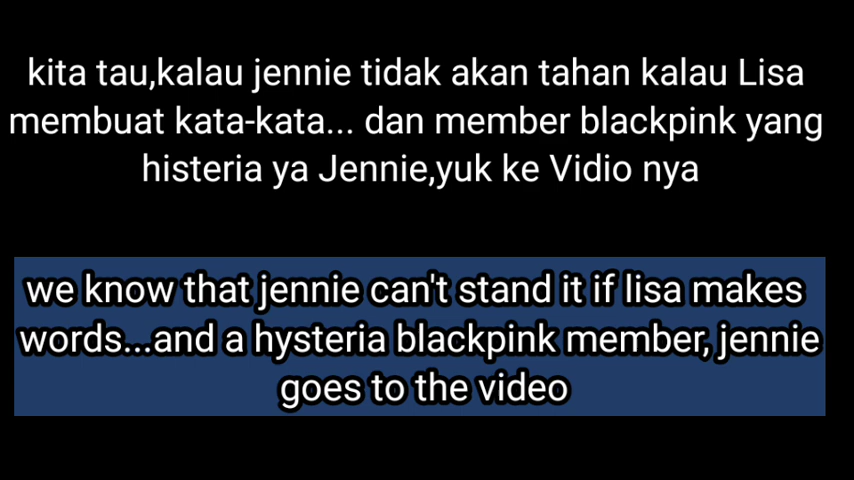 kita tau,kalau jennie tidak akan tahan kalau Lisa
membuat kata-kata... dan member blackpink yang
histeria ya Jennie,yuk ke Vidio nya
we know that jennie can't stand it if lisa makes
words...and a hysteria blackpink member, jennie
goes to the video